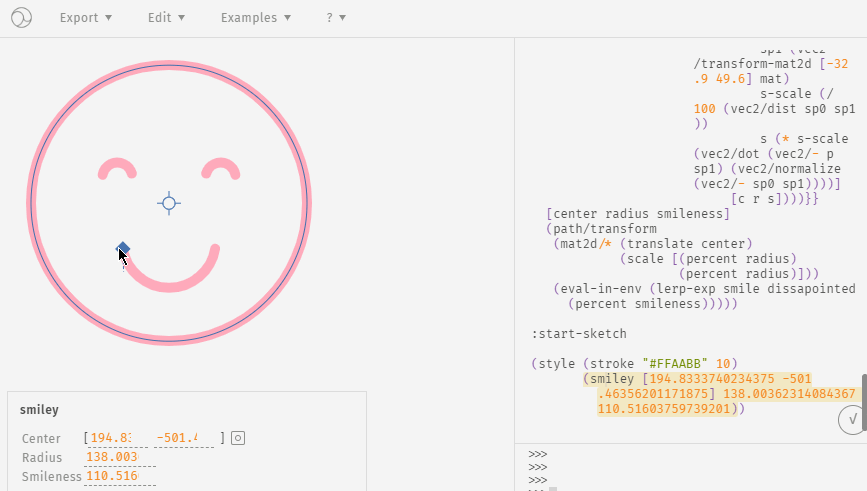 Export ▼ Edit ▼ Examples ▼ ? ▼
sp1 (vec2
/transform-mat2d [-32
.9 49.6] mat)
s-scale (/
100 (vec2/dist sp0 sp1
))
s (* s-scale
(vec2/dot (vec2/- p
sp1) (vec2/normalize
(vec2/- sp0 sp1))))]
[c r s])))}}
[center radius smileness]
(path/transform
(mat2d/* (translate center)
(scale [(percent radius)
(percent radius)]))
(eval-in-env (lerp-exp smile dissapointed
(percent smileness)))))
:start-sketch
(style (stroke "#FFAABB" 10)
(smiley [194.8333740234375 -501
.46356201171875] 138.00362314084367
110.51603759739201))
√
smiley
Center [194.83 -501.4 ]
Radius 138.003
Smileness 110.516
>>>
>>>
>>>